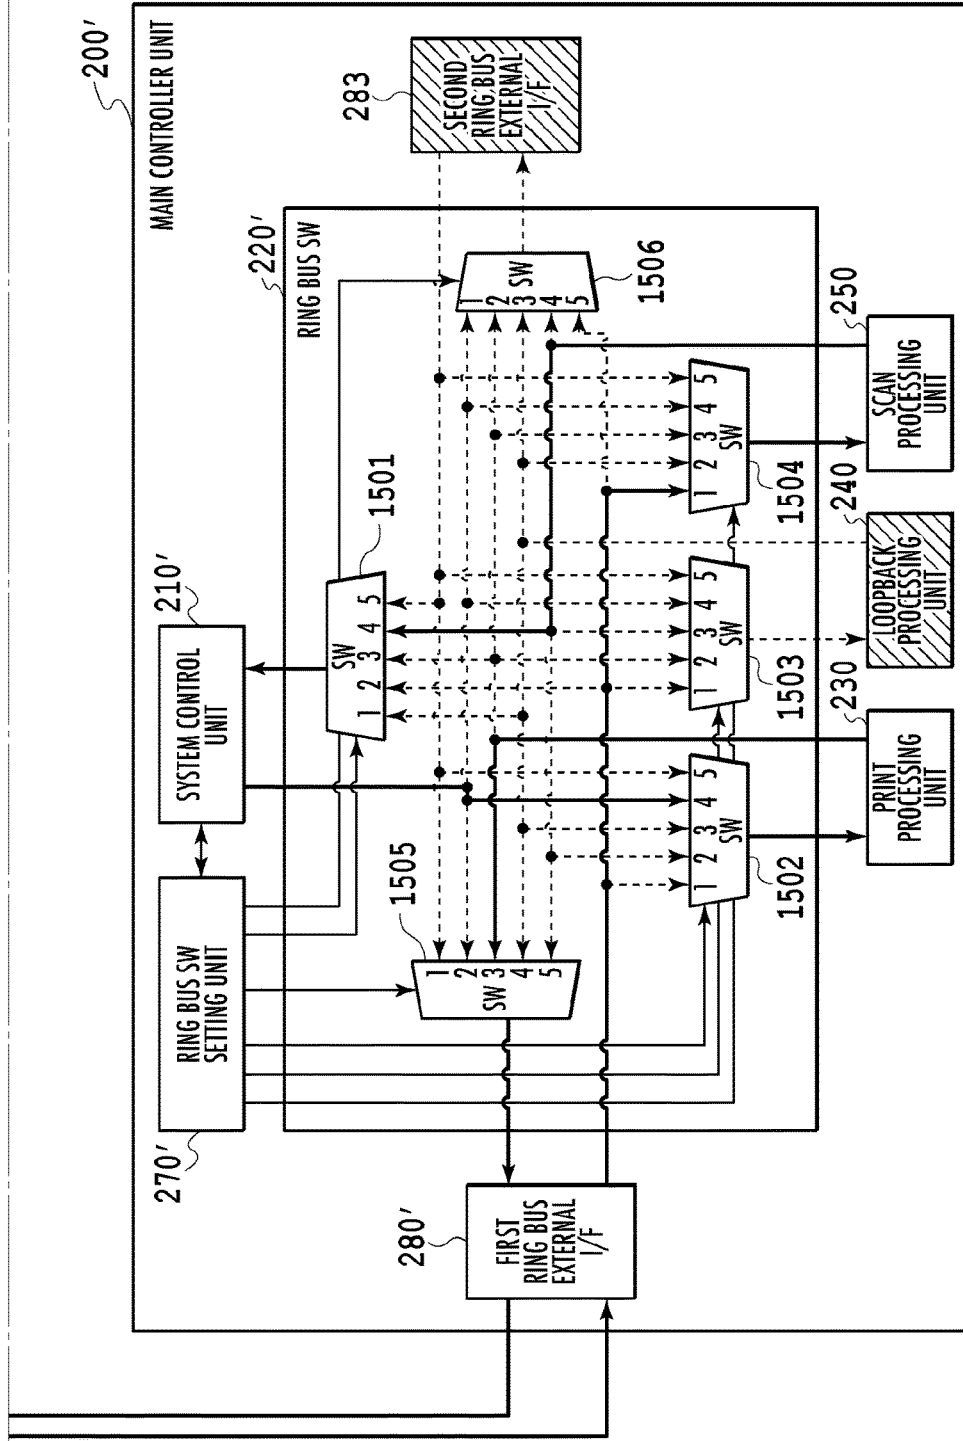 200'
MAIN CONTROLLER UNIT
283
SECOND
RING BUS
EXTERNAL
I/F
220'
RING BUS SW
1
2
3
4
5
SW
1506
250
SCAN
PROCESSING
UNIT
210'
SYSTEM CONTROL
UNIT
1501
SW
1
2
3
4
5
1
2
3
4
5
SW
1504
240
LOOPBACK
PROCESSING
UNIT
1
2
3
4
5
SW
1503
230
PRINT
PROCESSING
UNIT
1
2
3
4
5
SW
1502
1505
1
2
3
4
5
SW
270'
RING BUS SW
SETTING UNIT
280'
FIRST
RING BUS
EXTERNAL
I/F